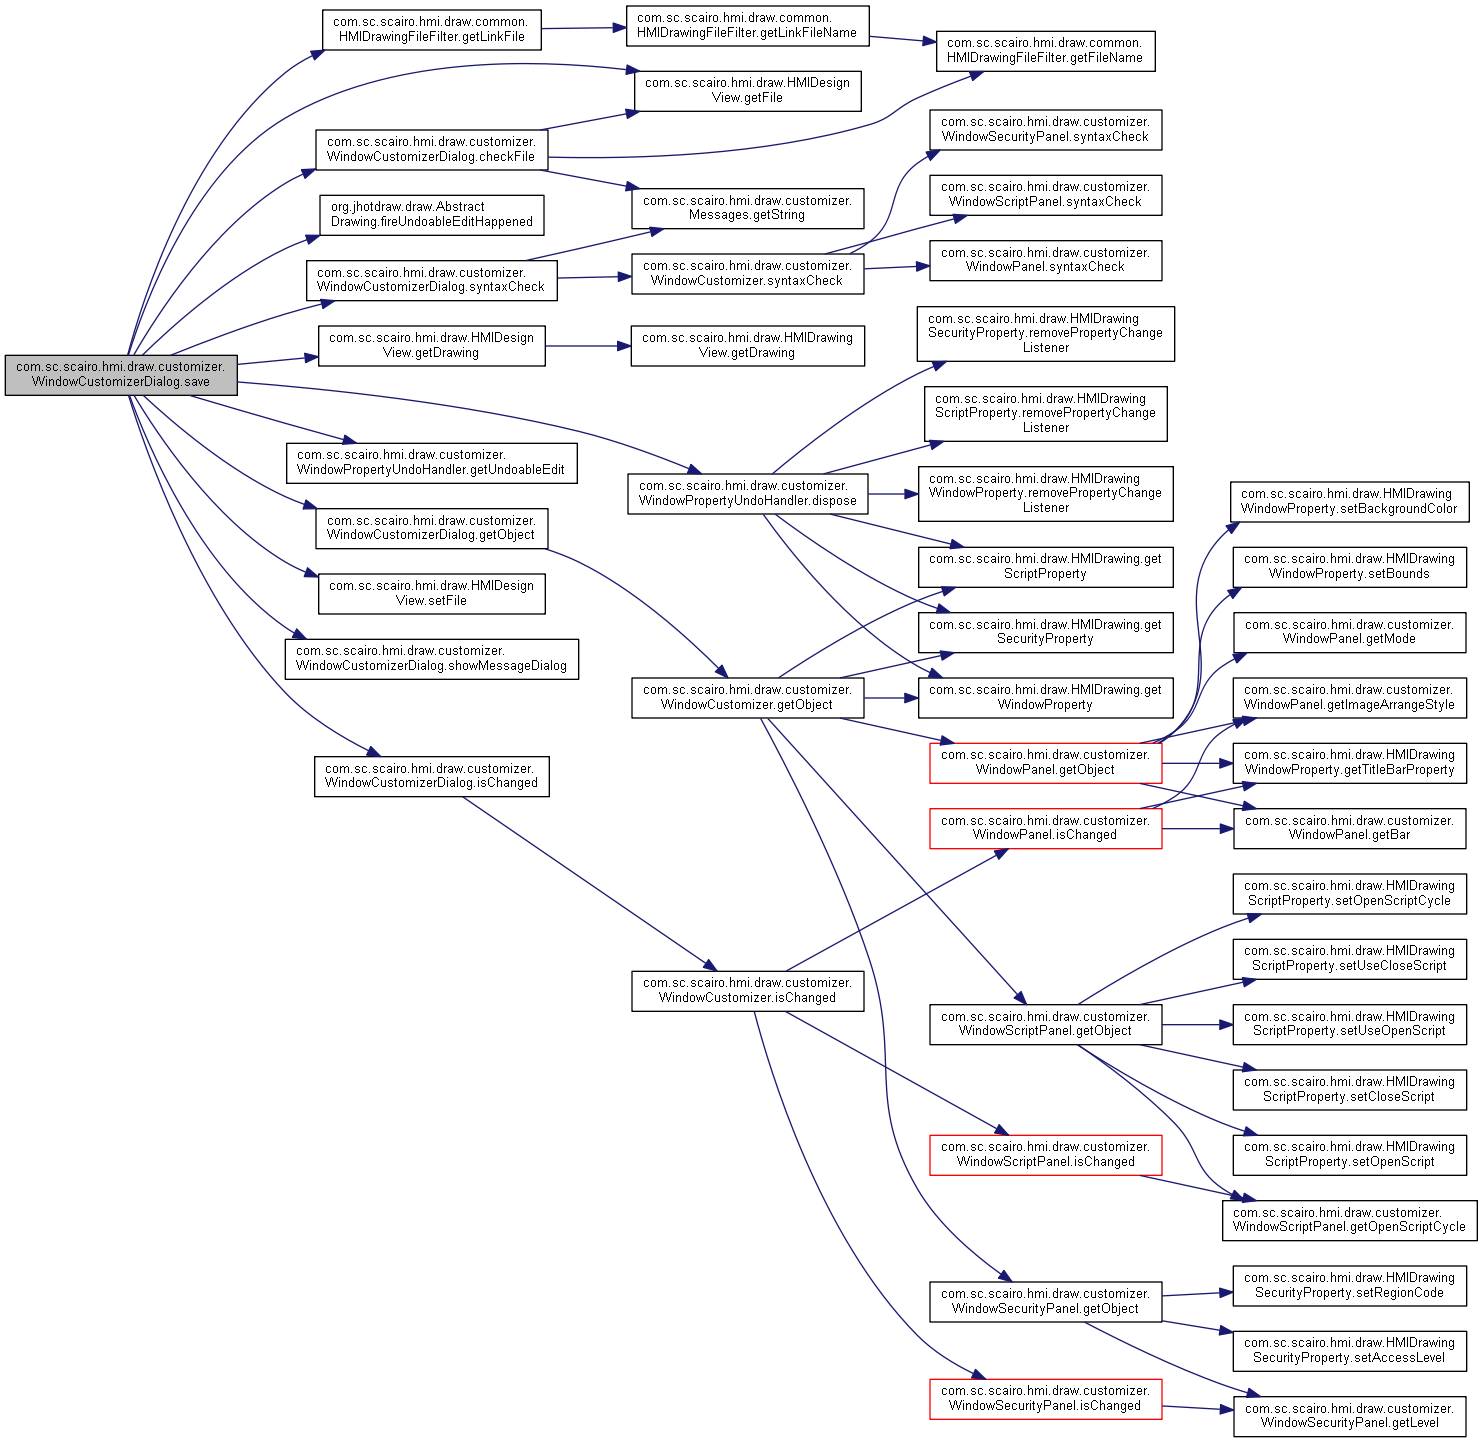 com.sc.scairo.hmi.draw.common.
HMIDrawingFileFilter.getLinkFile
com.sc.scairo.hmi.draw.common.
HMIDrawingFileFilter.getLinkFileName
com.sc.scairo.hmi.draw.common.
HMIDrawingFileFilter.getFileName
com.sc.scairo.hmi.draw.HMIDesign
View.getFile
com.sc.scairo.hmi.draw.customizer.
WindowSecurityPanel.syntaxCheck
com.sc.scairo.hmi.draw.customizer.
WindowCustomizerDialog.checkFile
com.sc.scairo.hmi.draw.customizer.
WindowScriptPanel.syntaxCheck
org.jhotdraw.draw.Abstract
Drawing.fireUndoableEditHappened
com.sc.scairo.hmi.draw.customizer.
Messages.getString
com.sc.scairo.hmi.draw.customizer.
WindowCustomizerDialog.syntaxCheck
com.sc.scairo.hmi.draw.customizer.
WindowCustomizer.syntaxCheck
com.sc.scairo.hmi.draw.customizer.
WindowPanel.syntaxCheck
com.sc.scairo.hmi.draw.HMIDesign
View.getDrawing
com.sc.scairo.hmi.draw.HMIDrawing
View.getDrawing
com.sc.scairo.hmi.draw.HMIDrawing
SecurityProperty.removePropertyChange
Listener
com.sc.scairo.hmi.draw.customizer.
WindowCustomizerDialog.save
com.sc.scairo.hmi.draw.HMIDrawing
ScriptProperty.removePropertyChange
Listener
com.sc.scairo.hmi.draw.customizer.
WindowPropertyUndoHandler.getUndoableEdit
com.sc.scairo.hmi.draw.customizer.
WindowPropertyUndoHandler.dispose
com.sc.scairo.hmi.draw.HMIDrawing
WindowProperty.removePropertyChange
Listener
com.sc.scairo.hmi.draw.HMIDrawing
WindowProperty.setBackgroundColor
com.sc.scairo.hmi.draw.customizer.
WindowCustomizerDialog.getObject
com.sc.scairo.hmi.draw.HMIDrawing.get
ScriptProperty
com.sc.scairo.hmi.draw.HMIDrawing
WindowProperty.setBounds
com.sc.scairo.hmi.draw.HMIDesign
View.setFile
com.sc.scairo.hmi.draw.HMIDrawing.get
SecurityProperty
com.sc.scairo.hmi.draw.customizer.
WindowPanel.getMode
com.sc.scairo.hmi.draw.customizer.
WindowCustomizerDialog.showMessageDialog
com.sc.scairo.hmi.draw.customizer.
WindowCustomizer.getObject
com.sc.scairo.hmi.draw.HMIDrawing.get
WindowProperty
com.sc.scairo.hmi.draw.customizer.
WindowPanel.getImageArrangeStyle
com.sc.scairo.hmi.draw.customizer.
WindowCustomizerDialog.isChanged
com.sc.scairo.hmi.draw.customizer.
WindowPanel.getObject
com.sc.scairo.hmi.draw.HMIDrawing
WindowProperty.getTitleBarProperty
com.sc.scairo.hmi.draw.customizer.
WindowPanel.isChanged
com.sc.scairo.hmi.draw.customizer.
WindowPanel.getBar
com.sc.scairo.hmi.draw.HMIDrawing
ScriptProperty.setOpenScriptCycle
com.sc.scairo.hmi.draw.HMIDrawing
ScriptProperty.setUseCloseScript
com.sc.scairo.hmi.draw.customizer.
WindowCustomizer.isChanged
com.sc.scairo.hmi.draw.customizer.
WindowScriptPanel.getObject
com.sc.scairo.hmi.draw.HMIDrawing
ScriptProperty.setUseOpenScript
com.sc.scairo.hmi.draw.HMIDrawing
ScriptProperty.setCloseScript
com.sc.scairo.hmi.draw.customizer.
WindowScriptPanel.isChanged
com.sc.scairo.hmi.draw.HMIDrawing
ScriptProperty.setOpenScript
com.sc.scairo.hmi.draw.customizer.
WindowScriptPanel.getOpenScriptCycle
com.sc.scairo.hmi.draw.customizer.
WindowSecurityPanel.getObject
com.sc.scairo.hmi.draw.HMIDrawing
SecurityProperty.setRegionCode
com.sc.scairo.hmi.draw.HMIDrawing
SecurityProperty.setAccessLevel
com.sc.scairo.hmi.draw.customizer.
WindowSecurityPanel.isChanged
com.sc.scairo.hmi.draw.customizer.
WindowSecurityPanel.getLevel